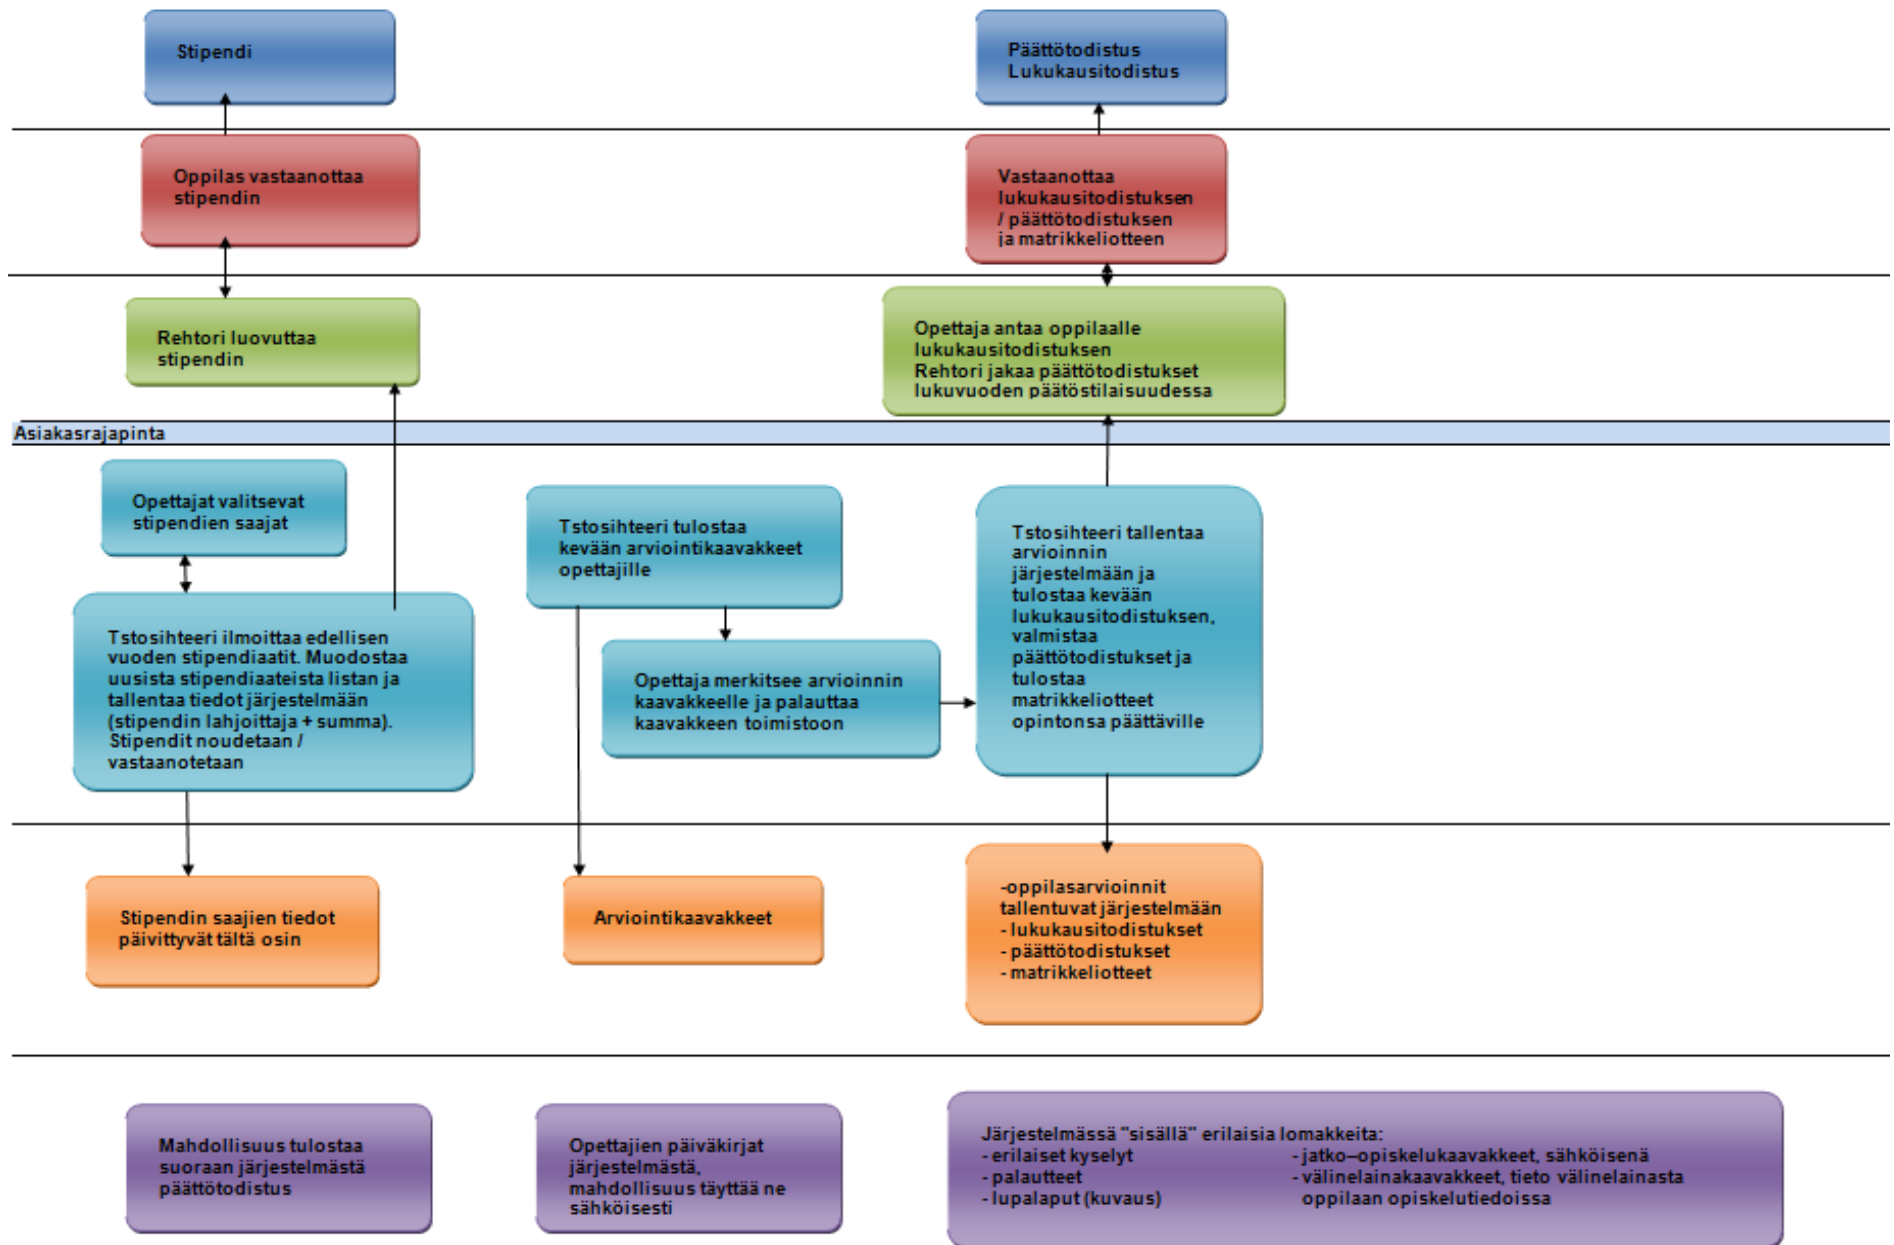 Stipendi
Päättötodistus
Lukukausitodistus
Oppilas vastaanottaa
stipendin
Vastaanottaa
lukukausitodistuksen
/ päättötodistuksen
ja matrikkeliotteen
Rehtori luovuttaa
stipendin
Opettaja antaa oppilaalle
lukukausitodistuksen
Rehtori jakaa päättötodistukset
lukuvuoden päätöstilaisuudessa
Asiakasrajapinta
Opettajat valitsevat
stipendien saajat
Tstosihteeri ilmoittaa edellisen
vuoden stipendiaatit. Muodostaa
uusista stipendiaateista listan ja
tallentaa tiedot järjestelmään
(stipendin lahjoittaja + summa).
Stipendit noudetaan /
vastaanotetaan
Tstosihteeri tulostaa
kevään arviointikaavakkeet
opettajille
Opettaja merkitsee arvioinnin
kaavakkeelle ja palauttaa
kaavakkeen toimistoon
Tstosihteeri tallentaa
arvioinnin
järjestelmään ja
tulostaa kevään
lukukausitodistuksen,
valmistaa
päättötodistukset ja
tulostaa
matrikkeliotteet
opintonsa päättäville
Stipendin saajien tiedot
päivittyvät tältä osin
Arviointikaavakkeet
-oppilasarvioinnit
tallentuvat järjestelmään
- lukukausitodistukset
- päättötodistukset
- matrikkeliotteet
Mahdollisuus tulostaa
suoraan järjestelmästä
päättötodistus
Opettajien päiväkirjat
järjestelmästä,
mahdollisuus täyttää ne
sähköisesti
Järjestelmässä "sisällä" erilaisia lomakkeita:
- erilaiset kyselyt
- palautteet
- lupalaput (kuvaus)
- jatko–opiskelukaavakkeet, sähköisenä
- välinelainakaavakkeet, tieto välinelainasta
oppilaan opiskelutiedoissa